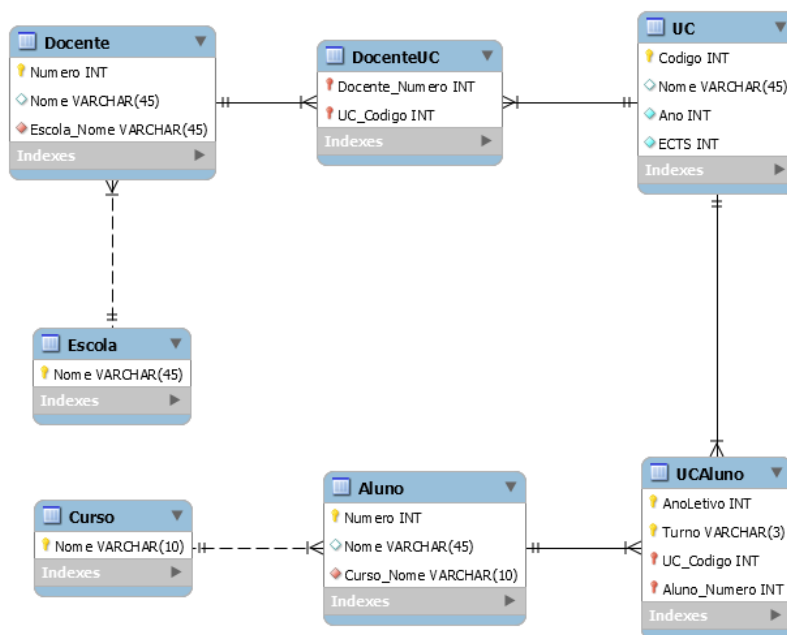 Docente
Numero INT
Nome VARCHAR(45)
Escola_Nome VARCHAR(45)
Indexes
DocenteUC
Docente_Numero INT
UC_Codigo INT
Indexes
UC
Codigo INT
Nome VARCHAR(45)
Ano INT
ECTS INT
Indexes
Escola
Nome VARCHAR(45)
Indexes
Curso
Nome VARCHAR(10)
Indexes
Aluno
Numero INT
Nome VARCHAR(45)
Curso_Nome VARCHAR(10)
Indexes
UCAluno
AnoLetivo INT
Turno VARCHAR(3)
UC_Codigo INT
Aluno_Numero INT
Indexes